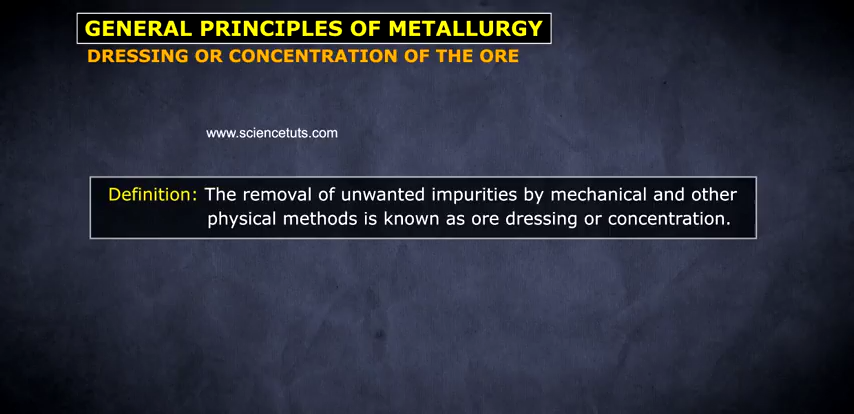 GENERAL PRINCIPLES OF METALLURGY
DRESSING OR CONCENTRATION OF THE ORE
www.sciencetuts.com
Definition: The removal of unwanted impurities by mechanical and other
physical methods is known as ore dressing or concentration.